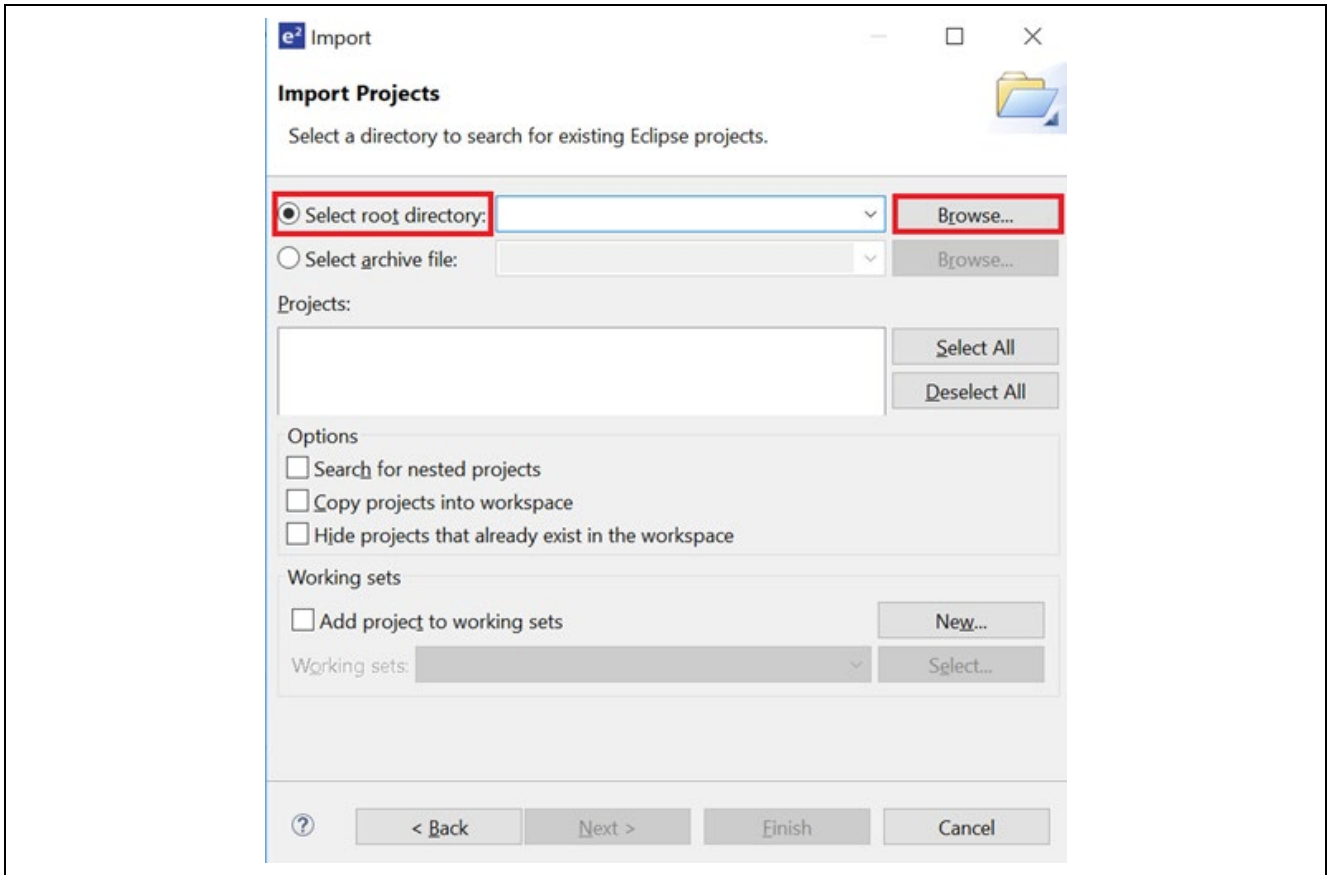 e² Import
Import Projects
Select a directory to search for existing Eclipse projects.
Select root directory: Browse...
Select archive file: Browse...
Projects:
Select All
Deselect All
Options
Search for nested projects
Copy projects into workspace
Hide projects that already exist in the workspace
Working sets
Add project to working sets New...
Working sets: Select...
? < Back Next > Finish Cancel